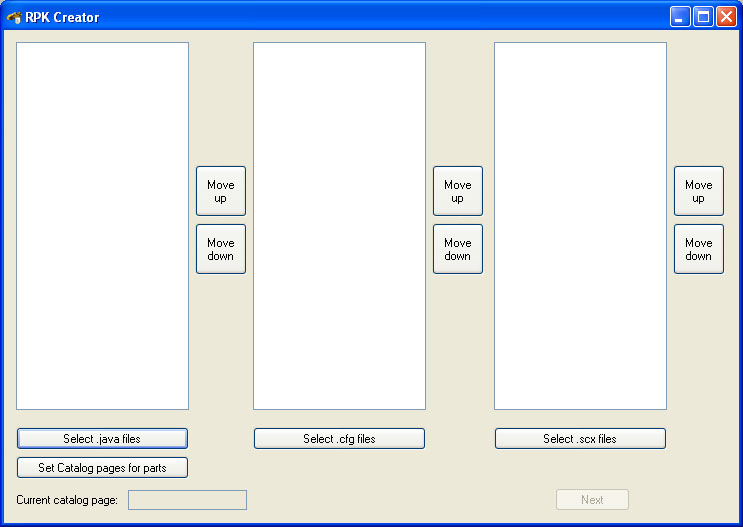 RPK Creator
Move
up
Move
down
Move
up
Move
down
Move
up
Move
down
Select .java files
Select .cfg files
Select .scx files
Set Catalog pages for parts
Current catalog page:
Next